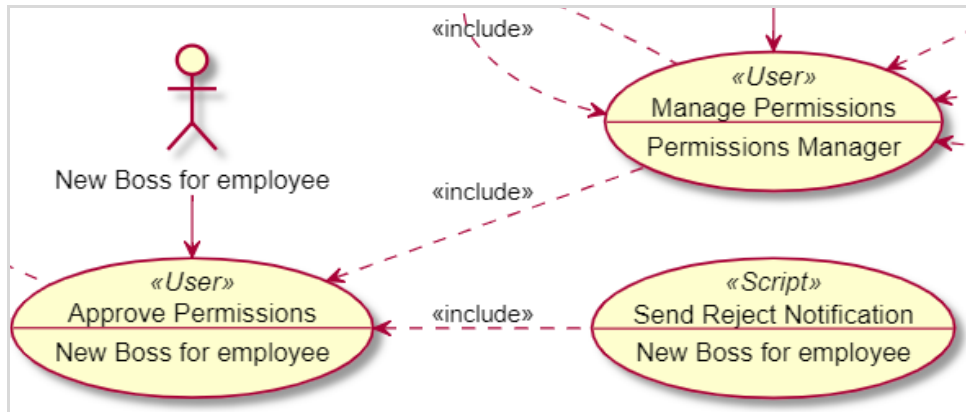 «include»
«User»
Manage Permissions
Permissions Manager
New Boss for employee
«include»
«User»
Approve Permissions
New Boss for employee
«include»
«Script»
Send Reject Notification
New Boss for employee